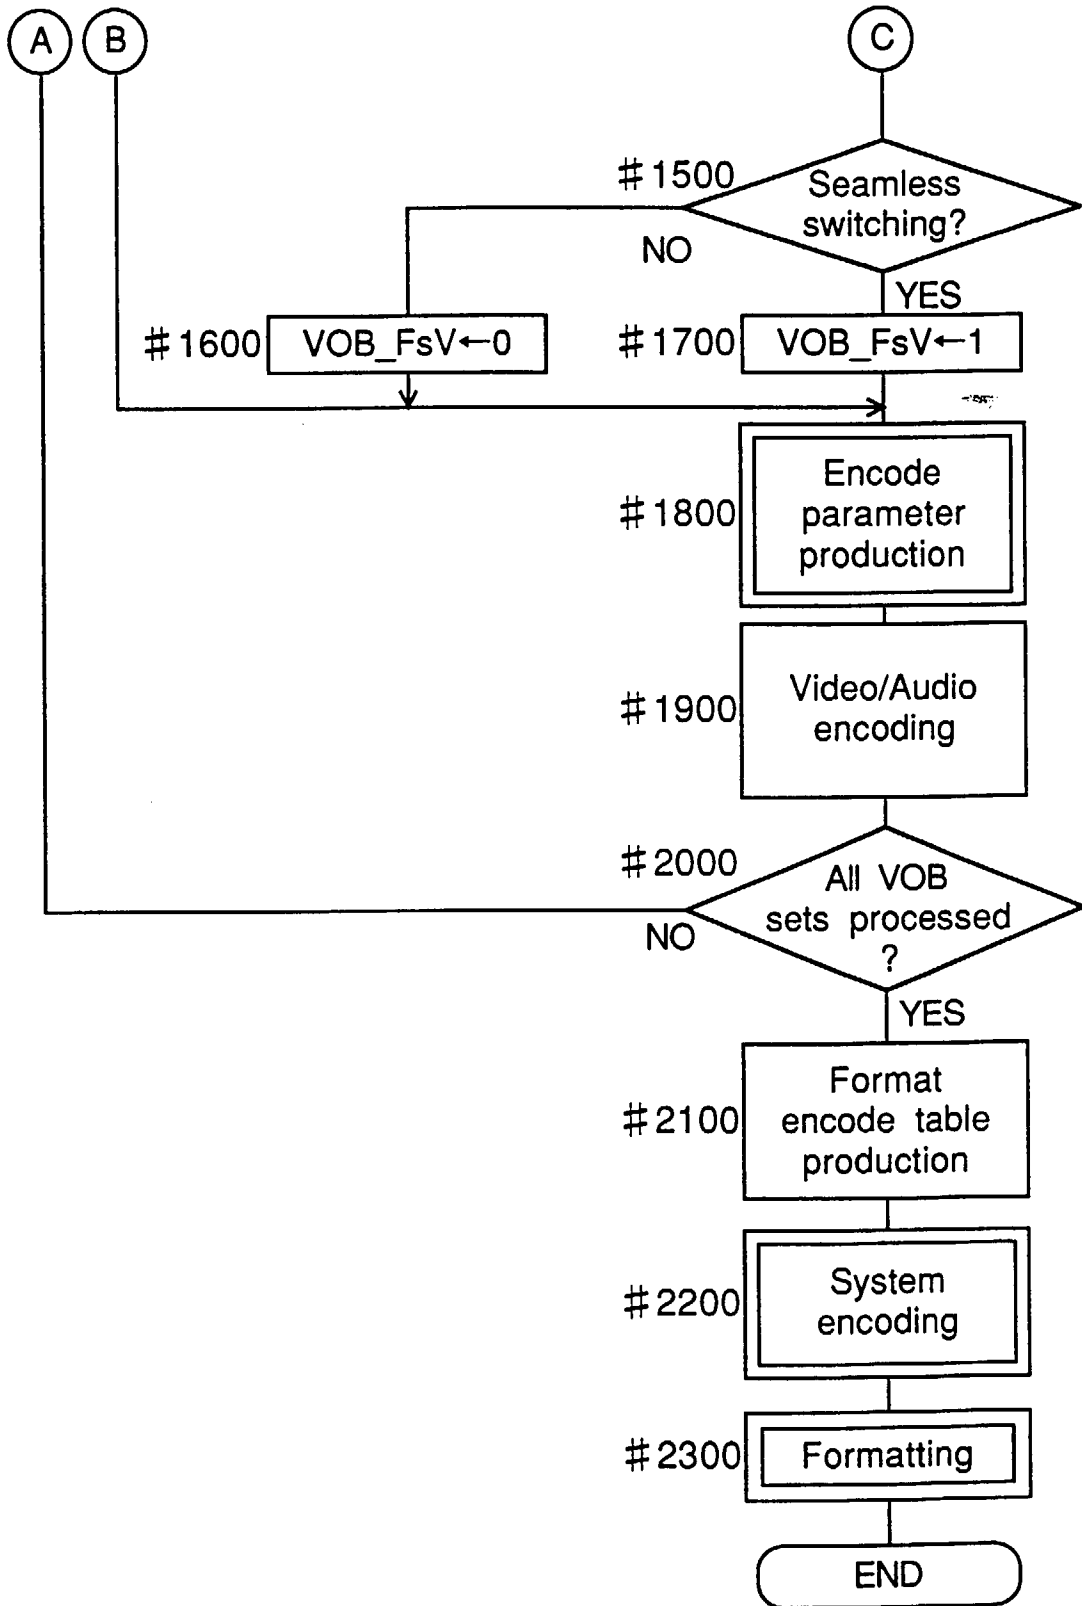 A B C
#1500
Seamless
switching?
NO
YES
#1600 VOB_FsV←0
#1700 VOB_FsV←1
#1800
Encode
parameter
production
#1900
Video/Audio
encoding
#2000
All VOB
sets processed
?
NO
YES
#2100
Format
encode table
production
#2200
System
encoding
#2300 Formatting
END